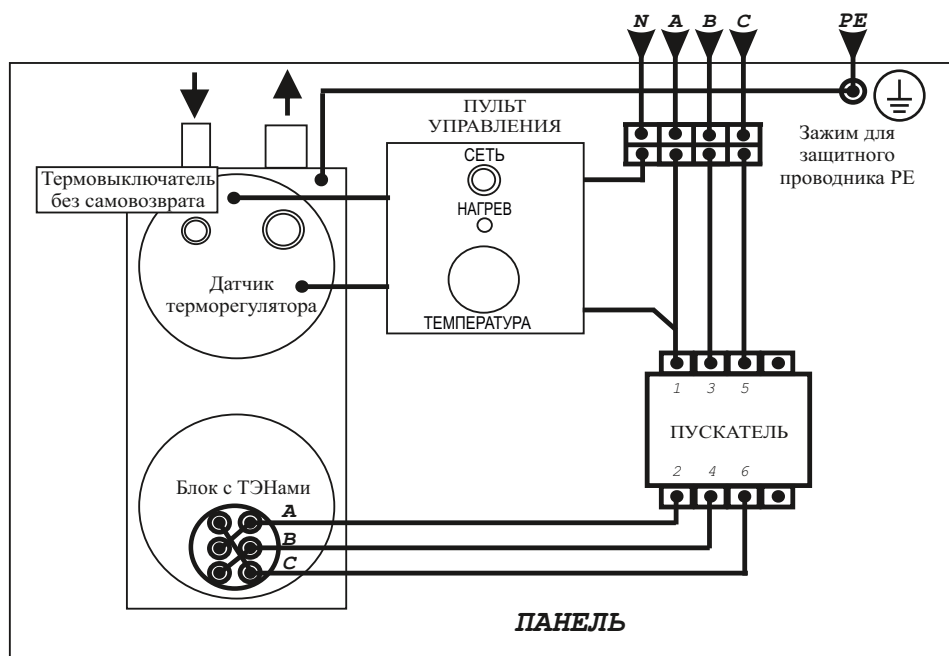 N A B C PE
ПУЛЬТ
УПРАВЛЕНИЯ
СЕТЬ
НАГРЕВ
ТЕМПЕРАТУРА
Зажим для
защитного
проводника PE
Термовыключатель
без самовозврата
Датчик
терморегулятора
1 3 5
ПУСКАТЕЛЬ
2 4 6
Блок с ТЭНами
A
B
C
ПАНЕЛЬ